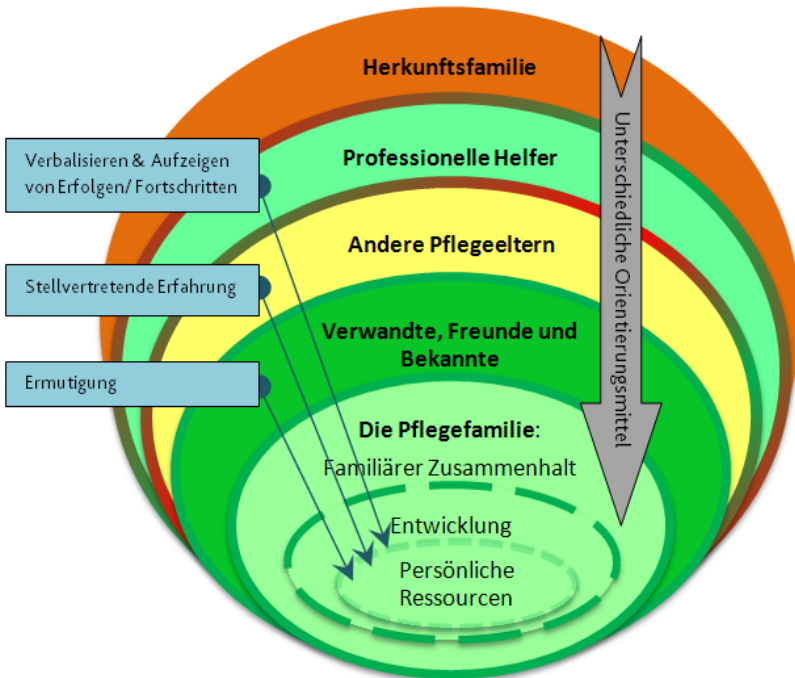 Herkunftsfamilie
Verbalisieren & Aufzeigen
von Erfolgen/ Fortschritten
Professionelle Helfer
Andere Pflegeeltern
Stellvertretende Erfahrung
Verwandte, Freunde und
Bekannte
Ermutigung
Die Pflegefamilie:
Familiärer Zusammenhalt
Entwicklung
Persönliche
Ressourcen
Unterschiedliche Orientierungsmittel